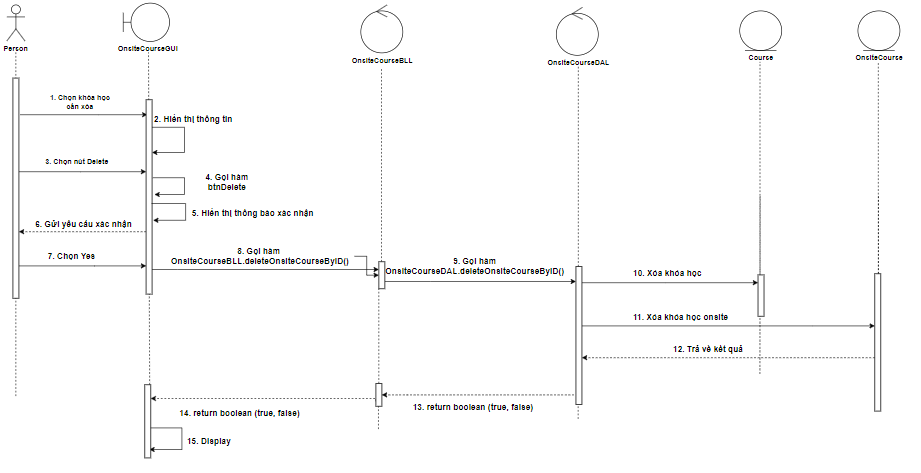 Person
OnsiteCourseGUI
OnsiteCourseBLL
OnsiteCourseDAL
Course
OnsiteCourse
1. Chọn khóa học
cần xóa
2. Hiển thị thông tin
3. Chọn nút Delete
4. Gọi hàm
btnDelete
5. Hiển thị thông báo xác nhận
6. Gửi yêu cầu xác nhận
7. Chọn Yes
8. Gọi hàm
OnsiteCourseBLL.deleteOnsiteCourseByID()
9. Gọi hàm
OnsiteCourseDAL.deleteOnsiteCourseByID()
10. Xóa khóa học
11. Xóa khóa học onsite
12. Trả về kết quả
13. return boolean (true, false)
14. return boolean (true, false)
15. Display